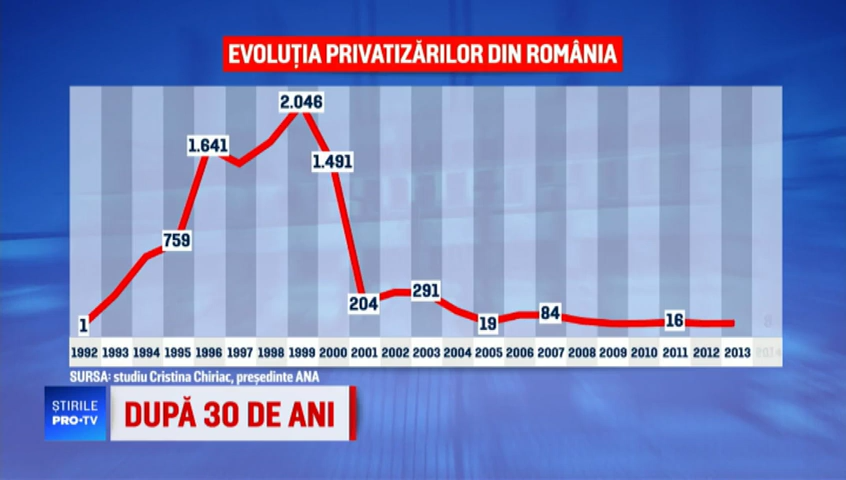 EVOLUȚIA PRIVATIZĂRILOR DIN ROMÂNIA
2.046
1.641
1.491
759
204
291
1
19
84
16
8
1992 1993 1994 1995 1996 1997 1998 1999 2000 2001 2002 2003 2004 2005 2006 2007 2008 2009 2010 2011 2012 2013 2014
SURSA: studiu Cristina Chiriac, președinte ANA
ȘTIRILE
PRO•TV
DUPĂ 30 DE ANI